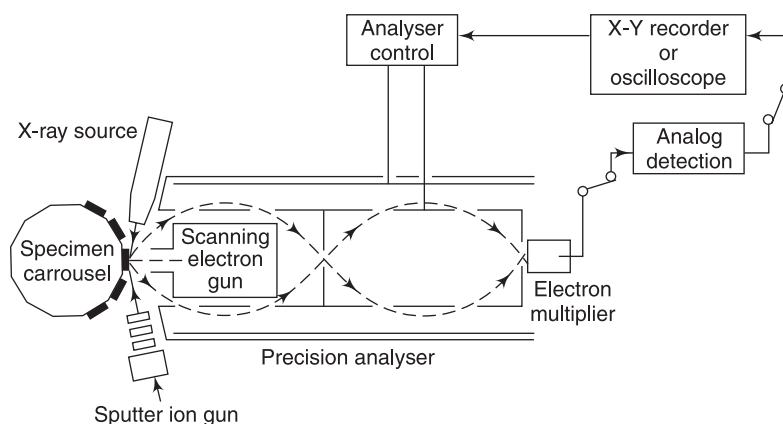 Analyser
control
X-Y recorder
or
oscilloscope
X-ray source
Analog
detection
Specimen
carrousel
Scanning
electron
gun
Electron
multiplier
Precision analyser
Sputter ion gun